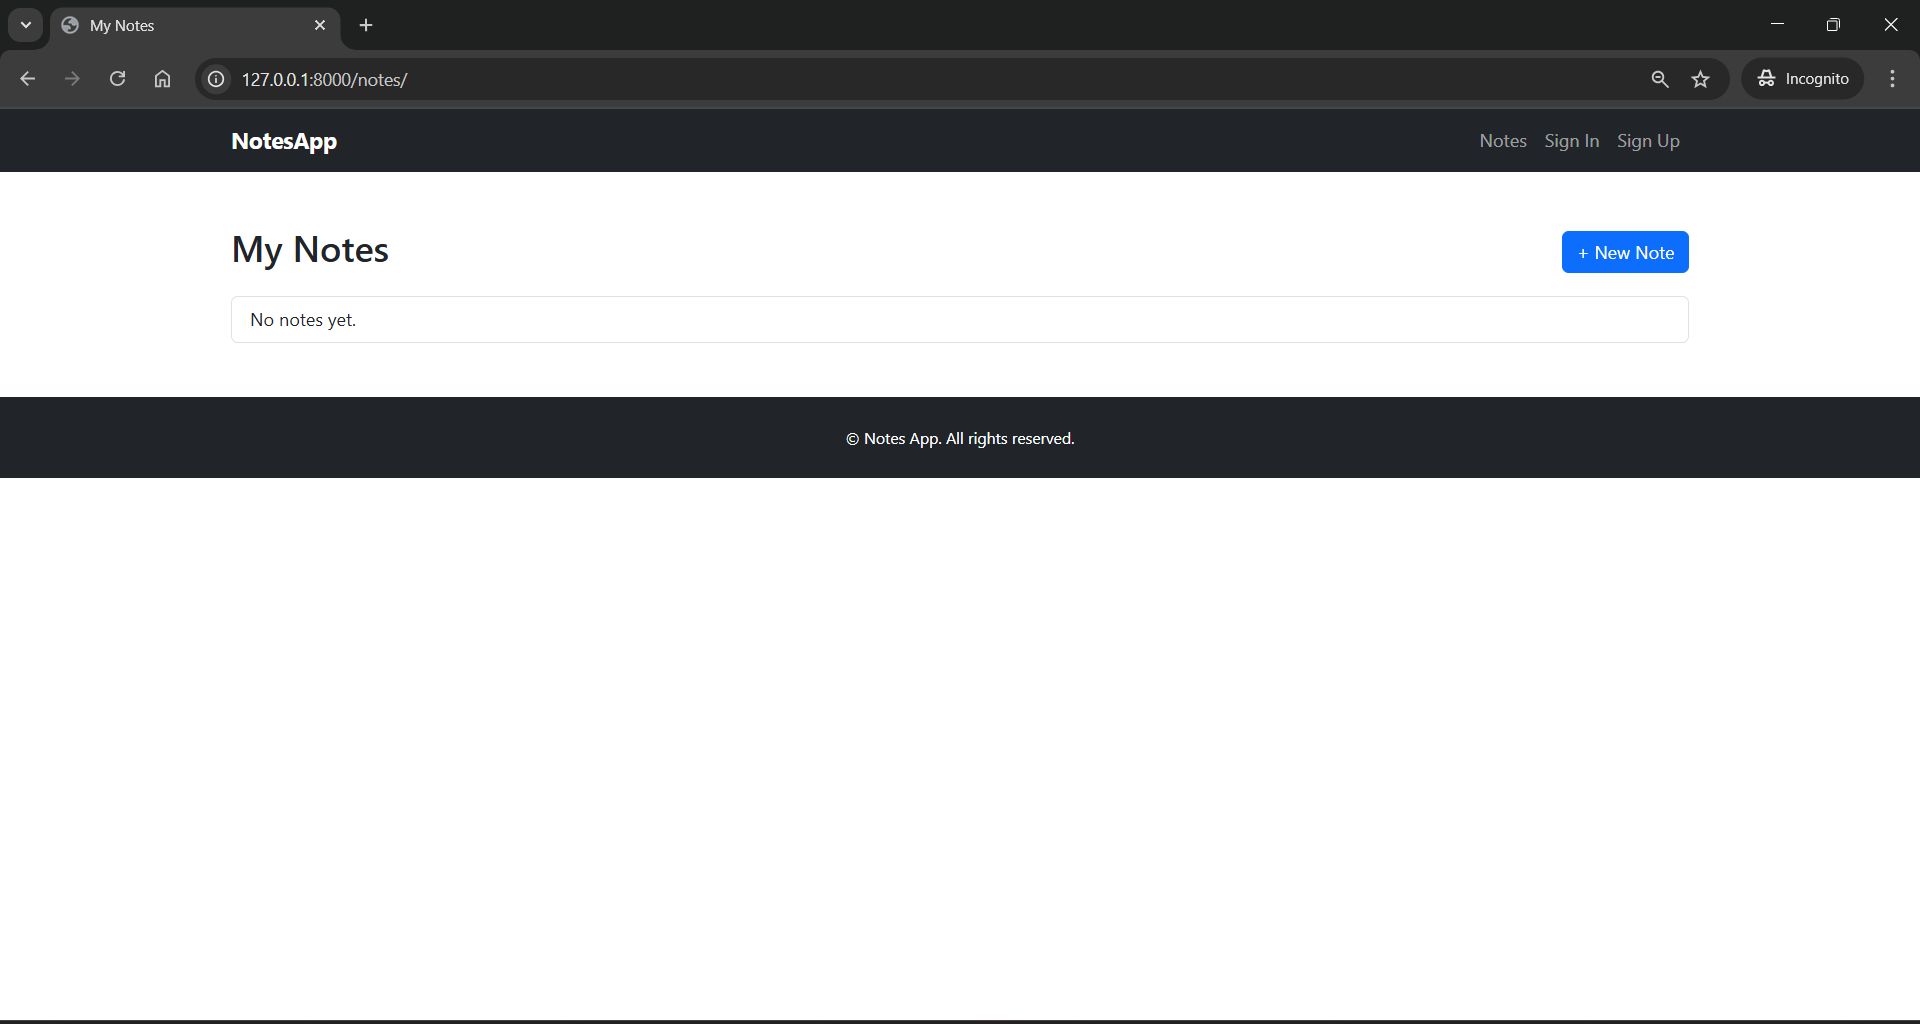 My Notes
127.0.0.1:8000/notes/
Incognito
NotesApp
Notes Sign In Sign Up
My Notes
+ New Note
No notes yet.
© Notes App. All rights reserved.